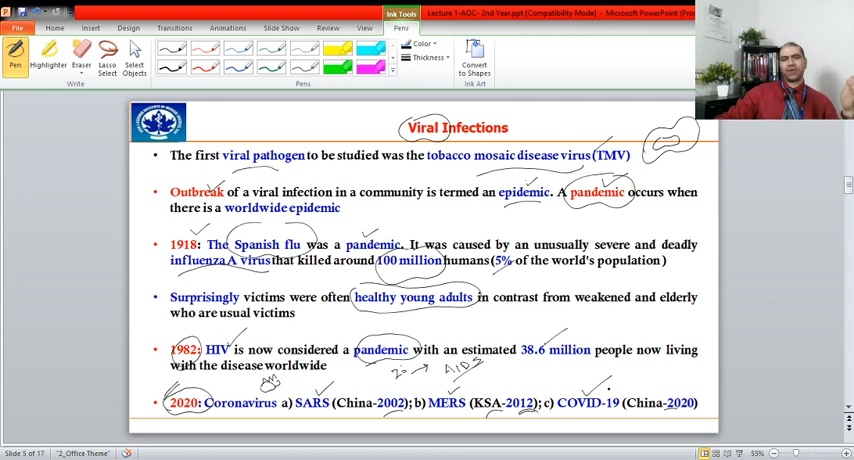 Ink Tools
Lecture 1-AOC- 2nd Year.ppt [Compatibility Mode] - Microsoft PowerPoint (Pro
File Home Insert Design Transitions Animations Slide Show Review View Pens
Pen Highlighter Eraser Lasso Select
Select Objects
Color
Thickness
Convert
to Shapes
Write Pens Ink Art
Viral Infections
• The first viral pathogen to be studied was the tobacco mosaic disease virus (TMV)
• Outbreak of a viral infection in a community is termed an epidemic. A pandemic occurs when
there is a worldwide epidemic
• 1918: The Spanish flu was a pandemic. It was caused by an unusually severe and deadly
influenza A virus that killed around 100 million humans (5% of the world's population)
• Surprisingly victims were often healthy young adults in contrast from weakened and elderly
who are usual victims
• 1982: HIV is now considered a pandemic with an estimated 38.6 million people now living
with the disease worldwide
AIDS
• 2020: Coronavirus a) SARS (China-2002); b) MERS (KSA-2012); c) COVID-19 (China-2020)
Slide 5 of 17 "2_Office Theme" 55%